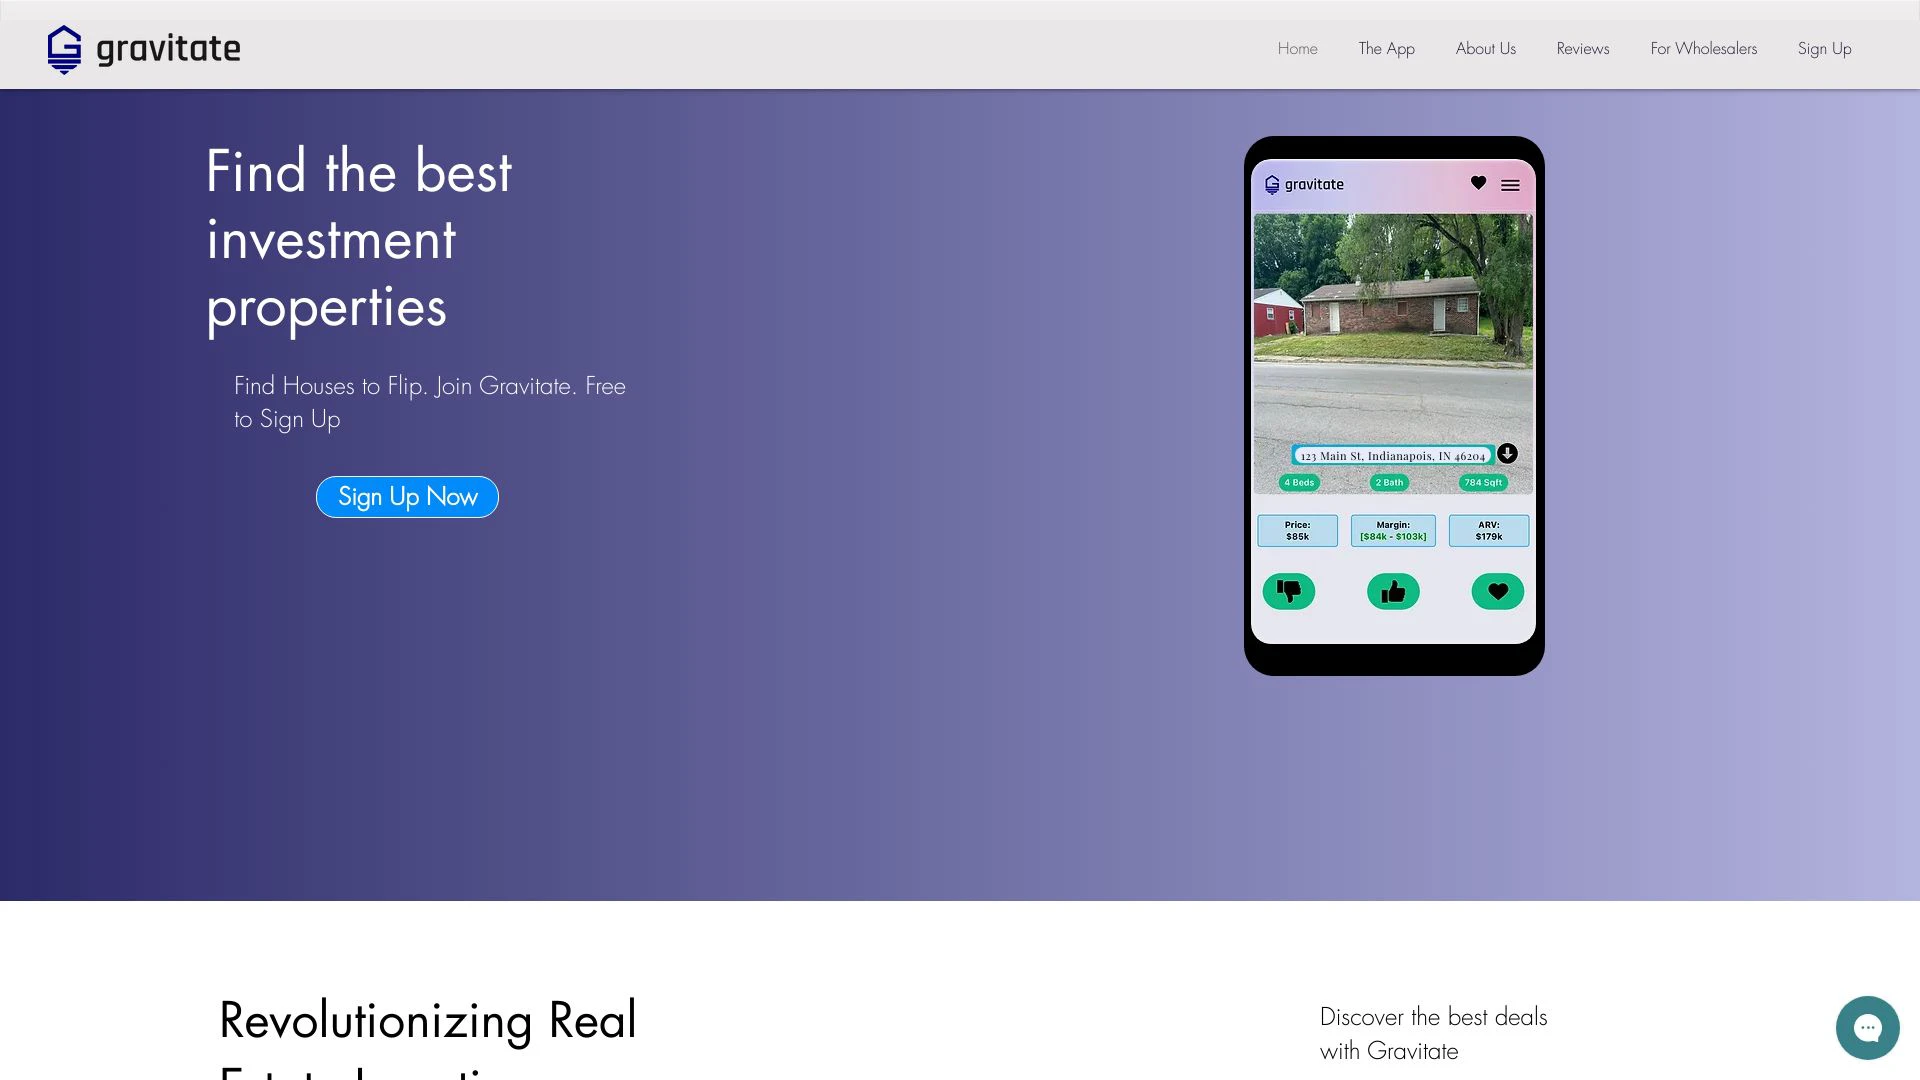 gravitate
Home
The App
About Us
Reviews
For Wholesalers
Sign Up
Find the best
investment
properties
Find Houses to Flip. Join Gravitate. Free
to Sign Up
Sign Up Now
gravitate
123 Main St, Indianapois, IN 46204
4 Beds
2 Bath
784 Sqft
Price:
$85k
Margin:
[$84k - $103k]
ARV:
$179k
Revolutionizing Real
Discover the best deals
with Gravitate